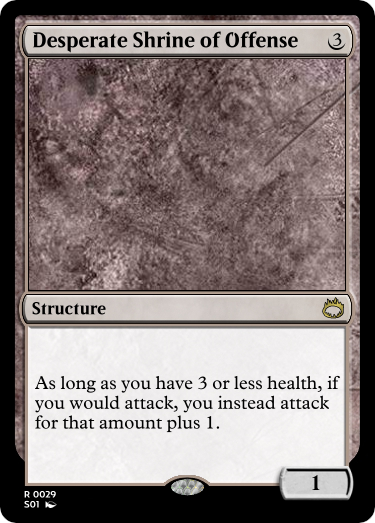 Desperate Shrine of Offense 3
Structure
As long as you have 3 or less health, if
you would attack, you instead attack
for that amount plus 1.
1
R 0029
S01